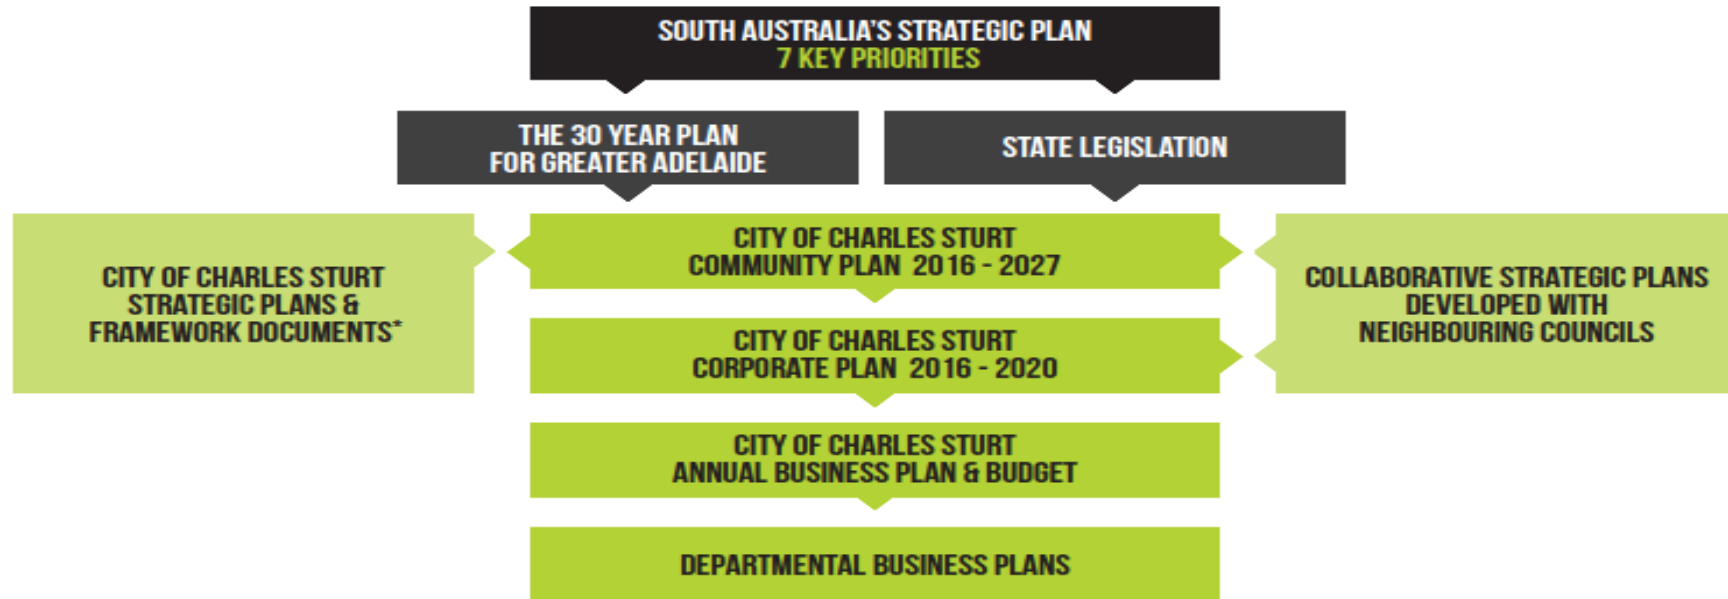 SOUTH AUSTRALIA'S STRATEGIC PLAN
7 KEY PRIORITIES
THE 30 YEAR PLAN
FOR GREATER ADELAIDE
STATE LEGISLATION
CITY OF CHARLES STURT
STRATEGIC PLANS &
FRAMEWORK DOCUMENTS*
CITY OF CHARLES STURT
COMMUNITY PLAN 2016 - 2027
COLLABORATIVE STRATEGIC PLANS
DEVELOPED WITH
NEIGHBOURING COUNCILS
CITY OF CHARLES STURT
CORPORATE PLAN 2016 - 2020
CITY OF CHARLES STURT
ANNUAL BUSINESS PLAN & BUDGET
DEPARTMENTAL BUSINESS PLANS